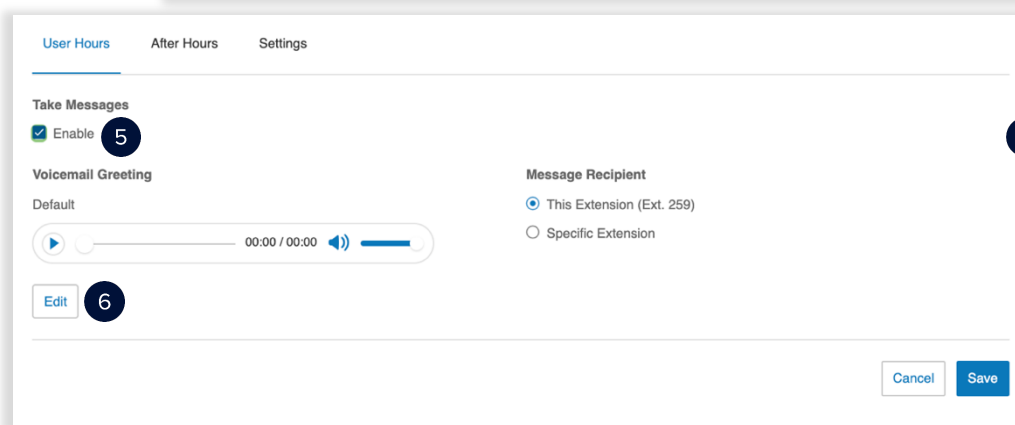 User Hours After Hours Settings
Take Messages
Enable 5
Voicemail Greeting Message Recipient
Default This Extension (Ext. 259)
00:00 / 00:00 Specific Extension
Edit 6
Cancel Save